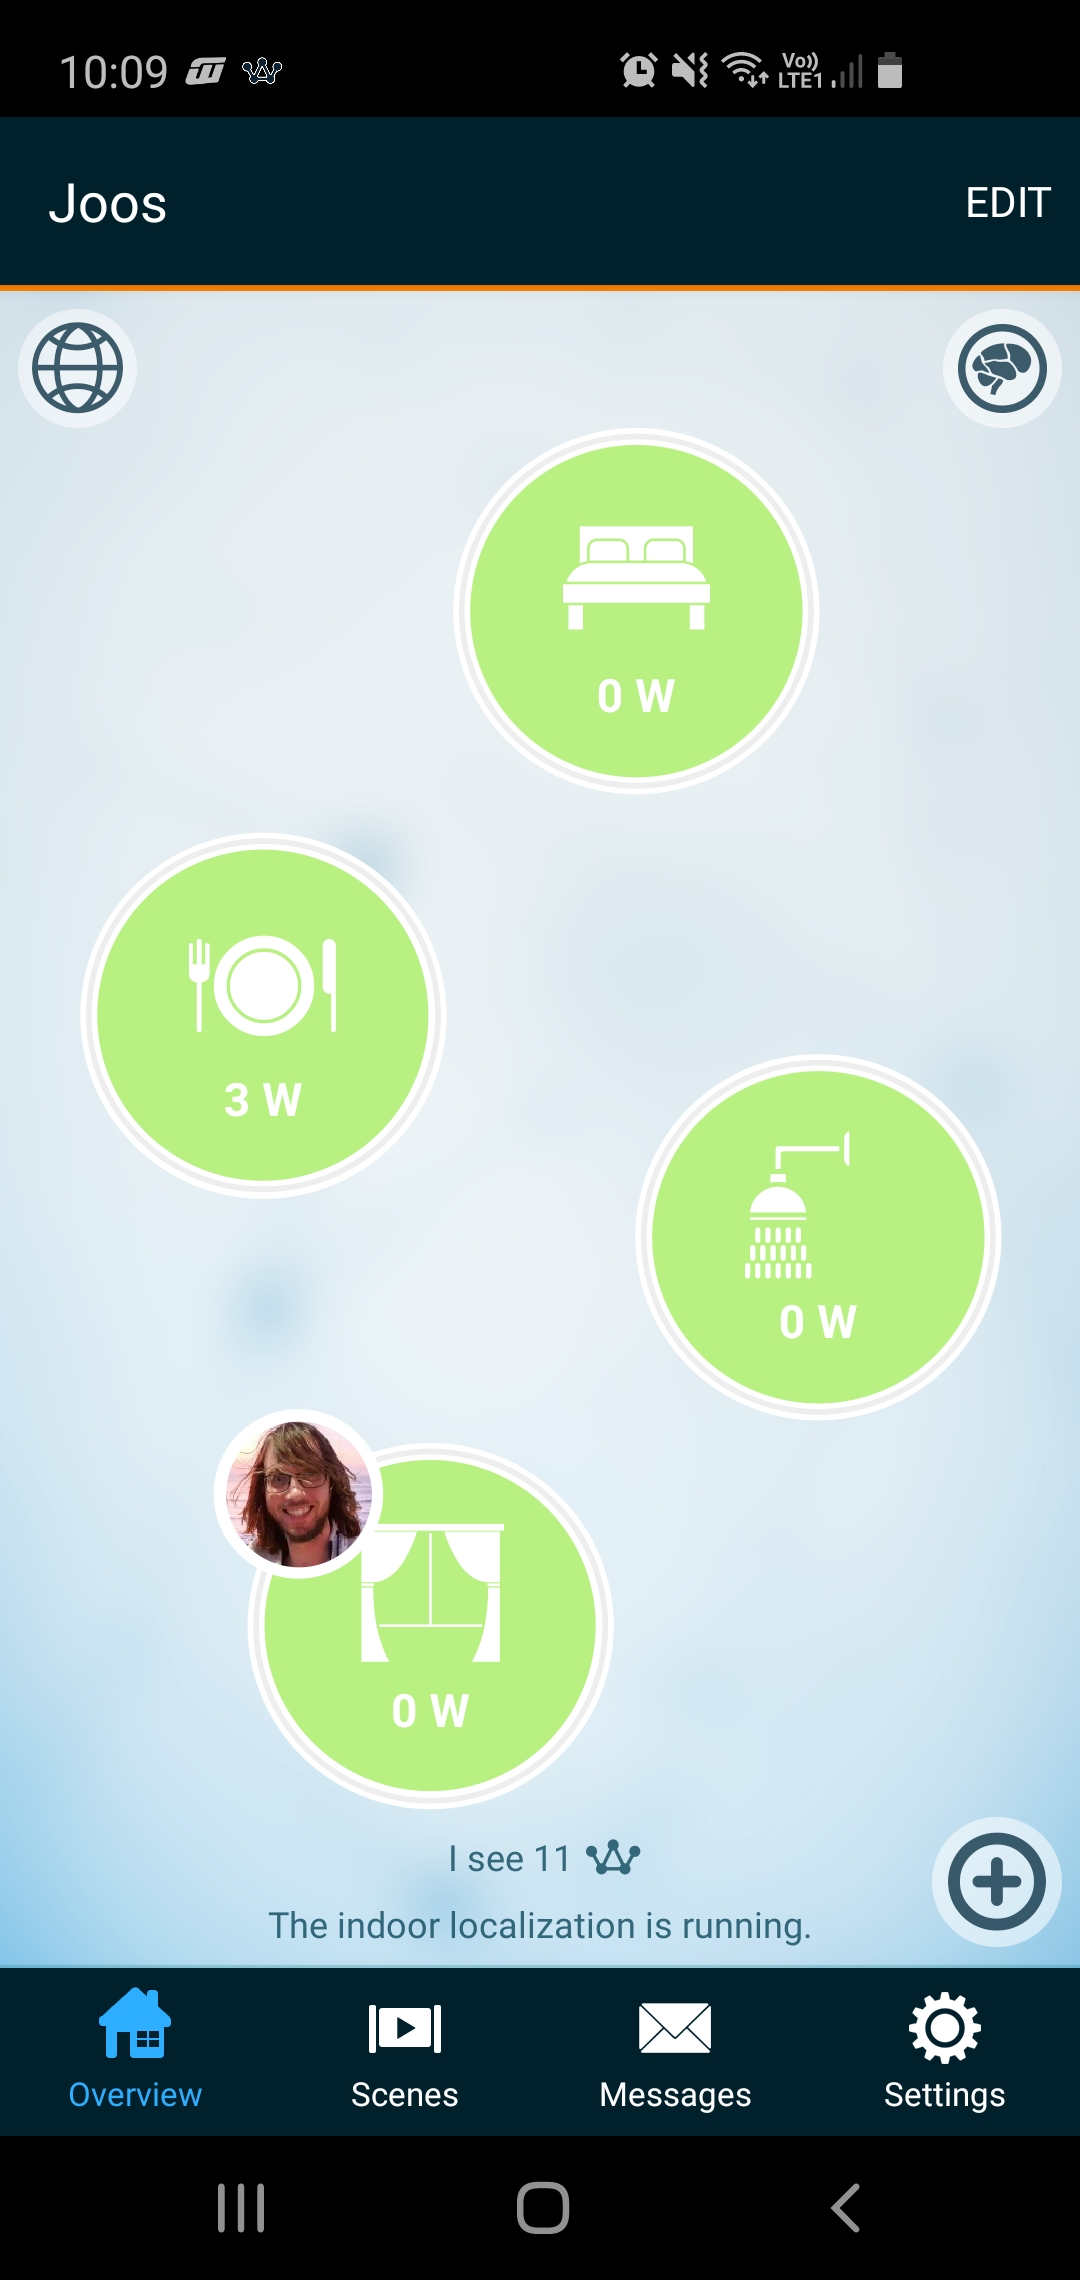 10:09
Vo))
LTE1
Joos
EDIT
0 W
3 W
0 W
0 W
I see 11
The indoor localization is running.
Overview
Scenes
Messages
Settings